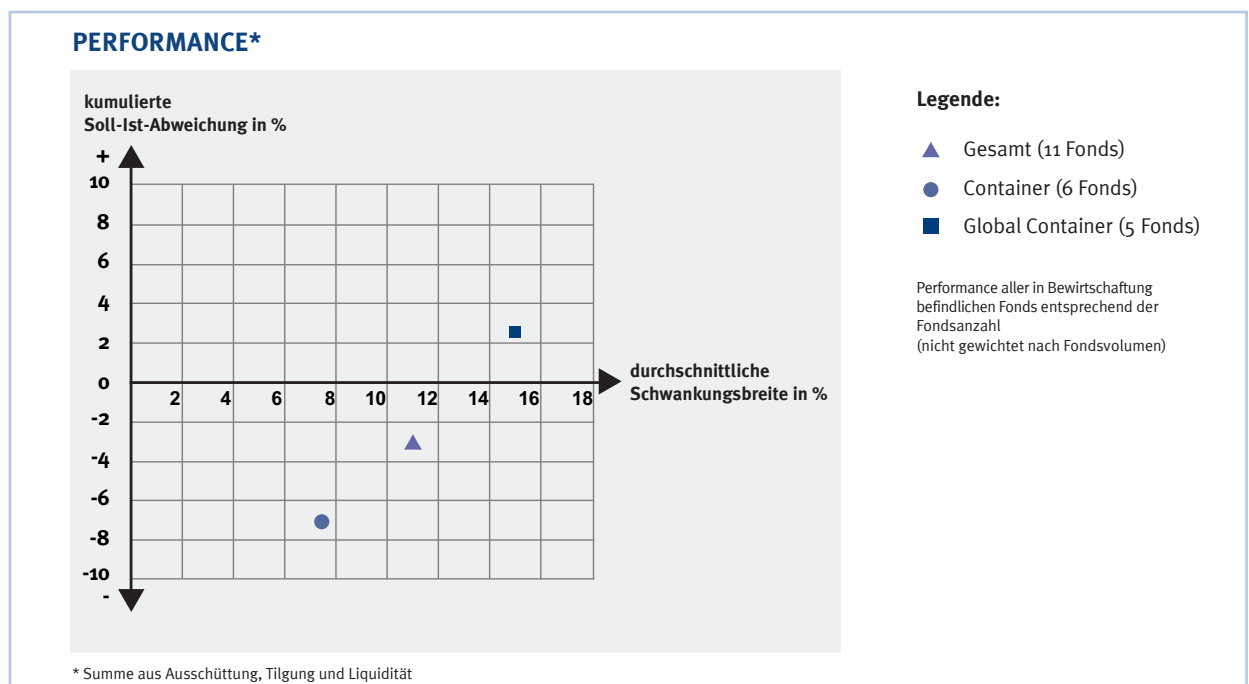 PERFORMANCE*
kumulierte
Soll-Ist-Abweichung in %
+
10
8
6
4
2
0
-2
-4
-6
-8
-10
-
2 4 6 8 10 12 14 16 18
durchschnittliche
Schwankungsbreite in %
Legende:
Gesamt (11 Fonds)
Container (6 Fonds)
Global Container (5 Fonds)
Performance aller in Bewirtschaftung
befindlichen Fonds entsprechend der
Fondsanzahl
(nicht gewichtet nach Fondsvolumen)
* Summe aus Ausschüttung, Tilgung und Liquidität